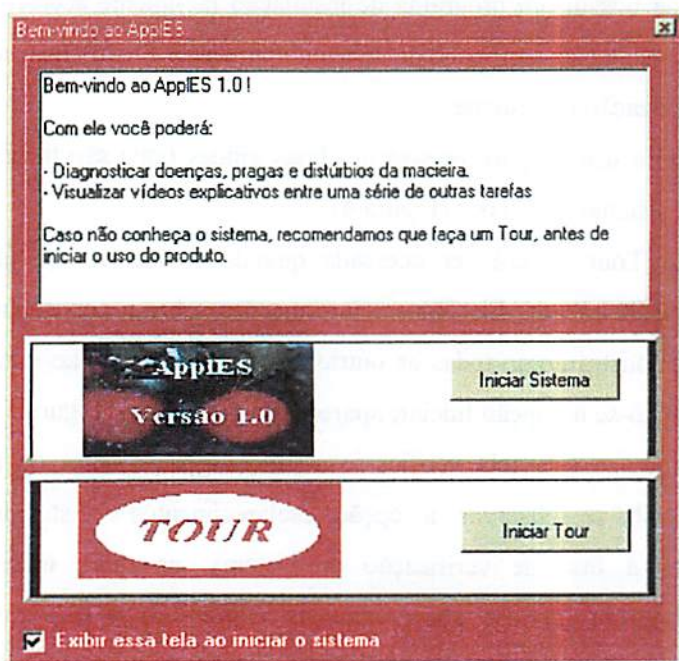 Bem-vindo ao ApplES
Bem-vindo ao ApplES 1.0 !
Com ele você poderá:
- Diagnosticar doenças, pragas e distúrbios da macieira.
- Visualizar vídeos explicativos entre uma série de outras tarefas
Caso não conheça o sistema, recomendamos que faça um Tour, antes de
iniciar o uso do produto.
ApplES
Versão 1.0
Iniciar Sistema
TOUR
Iniciar Tour
Exibir essa tela ao iniciar o sistema